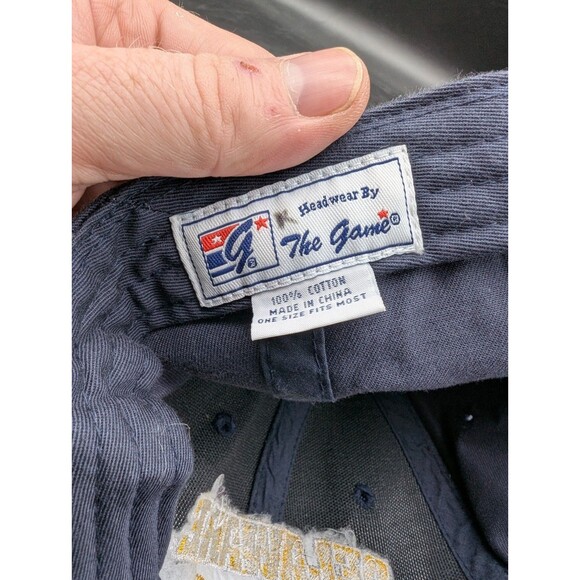 Headwear By
g® The Game®
100% COTTON
MADE IN CHINA
ONE SIZE FITS MOST